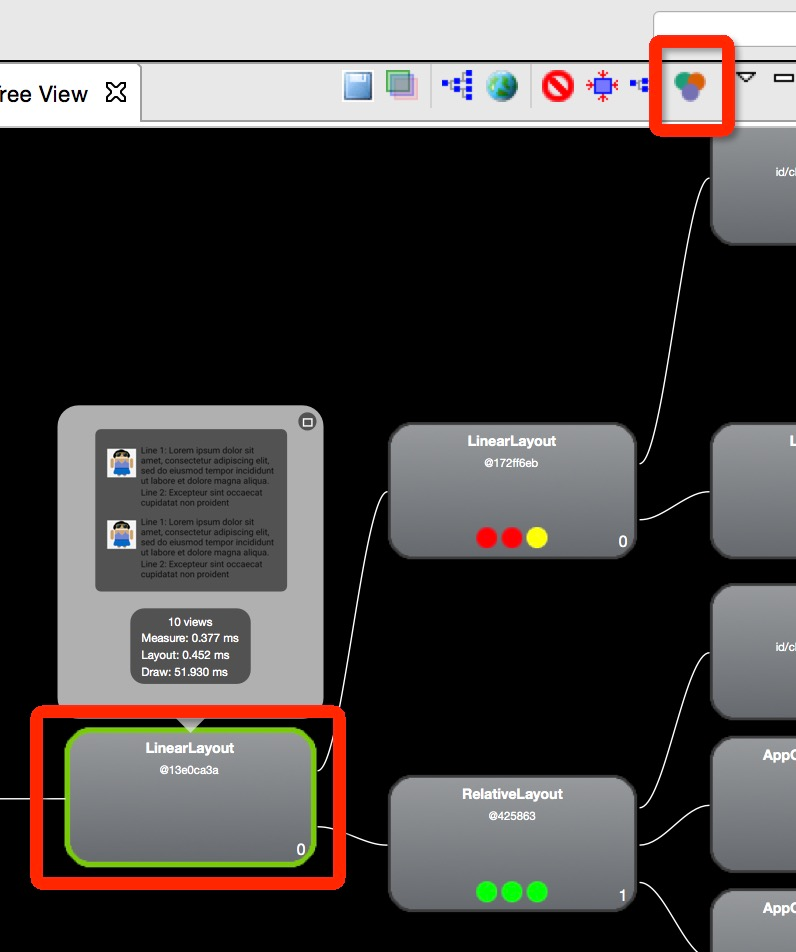 ree View
id/cl
Line 1: Lorem ipsum dolor sit
amet, consectetur adipiscing elit,
sed do eiusmod tempor incididunt
ut labore et dolore magna aliqua.
Line 2: Excepteur sint occaecat
cupidatat non proident
Line 1: Lorem ipsum dolor sit
amet, consectetur adipiscing elit,
sed do eiusmod tempor incididunt
ut labore et dolore magna aliqua.
Line 2: Excepteur sint occaecat
cupidatat non proident
10 views
Measure: 0.377 ms
Layout: 0.452 ms
Draw: 51.930 ms
LinearLayout
@13e0ca3a
0
LinearLayout
@172ff6eb
0
L
id/cl
RelativeLayout
@425863
1
AppC
AppC